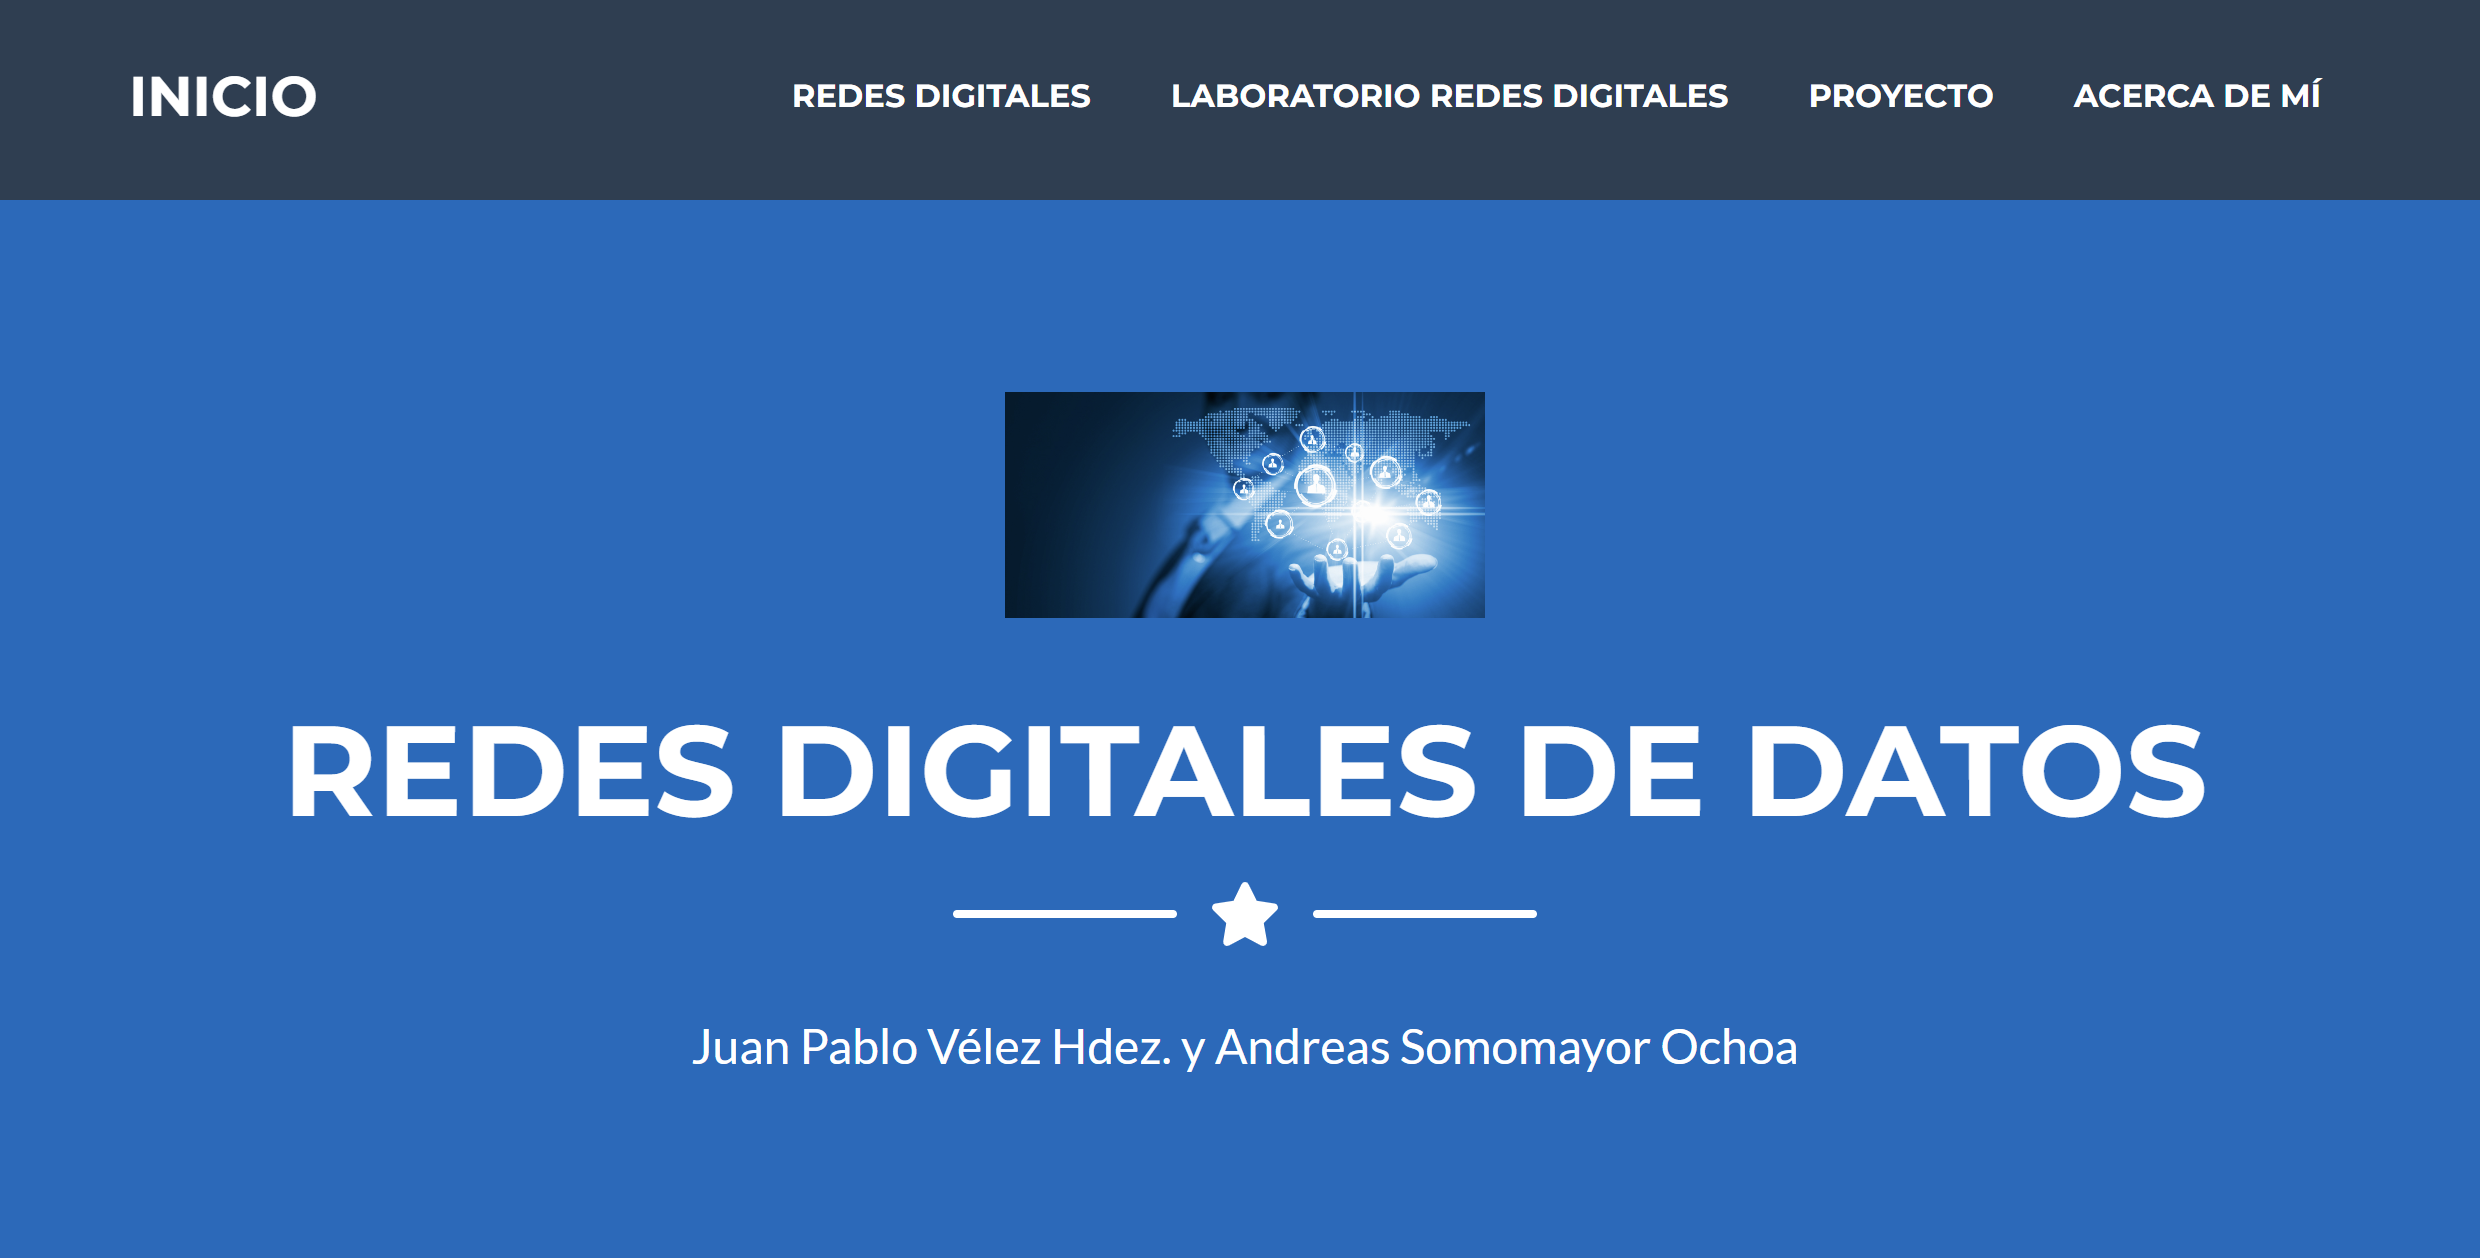 INICIO
REDES DIGITALES
LABORATORIO REDES DIGITALES
PROYECTO
ACERCA DE MÍ
REDES DIGITALES DE DATOS
Juan Pablo Vélez Hdez. y Andreas Somomayor Ochoa